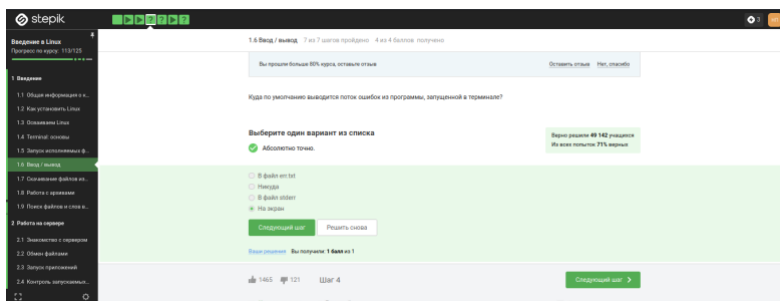 stepik
3
Введение в Linux
Прогресс по курсу: 113/125
1.6 Ввод / вывод 7 из 7 шагов пройдено 4 из 4 баллов получено
Вы прошли больше 80% курса, оставьте отзыв
Оставить отзыв Нет, спасибо
1 Введение
1.1 Общая информация о к...
1.2 Как установить Linux
1.3 Осваиваем Linux
1.4 Terminal: основы
1.5 Запуск исполняемых ф...
1.6 Ввод / вывод
1.7 Скачивание файлов из...
1.8 Работа с архивами
1.9 Поиск файлов и слов в...
2 Работа на сервере
2.1 Знакомство с сервером
2.2 Обмен файлами
2.3 Запуск приложений
2.4 Контроль запускаемых...
Куда по умолчанию выводится поток ошибок из программы, запущенной в терминале?
Выберите один вариант из списка
Абсолютно точно.
Верно решили 49 142 учащихся
Из всех попыток 71% верных
В файл err.txt
Никуда
В файл stderr
На экран
Следующий шаг Решить снова
Ваши решения Вы получили: 1 балл из 1
1465 121 Шаг 4
Следующий шаг